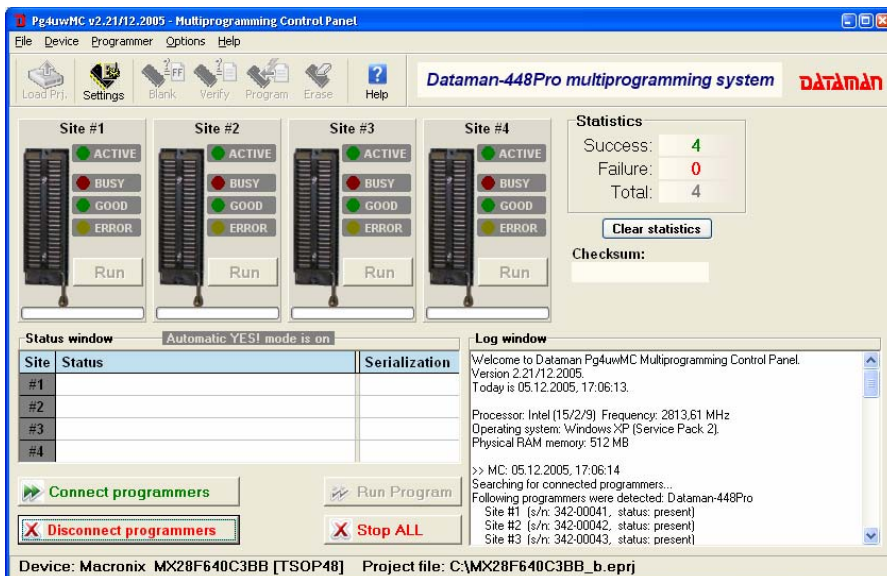 Pg4uwMC v2.21/12.2005 - Multiprogramming Control Panel
File Device Programmer Options Help
Load Prj. Settings Blank Verify Program Erase Help
Dataman-448Pro multiprogramming system
DATAMAN
Site #1 Site #2 Site #3 Site #4
ACTIVE ACTIVE ACTIVE ACTIVE
BUSY BUSY BUSY BUSY
GOOD GOOD GOOD GOOD
ERROR ERROR ERROR ERROR
Run Run Run Run
Statistics
Success: 4
Failure: 0
Total: 4
Clear statistics
Checksum:
Status window Automatic YES! mode is on
Site Status Serialization
#1
#2
#3
#4
Connect programmers Run Program
Disconnect programmers Stop ALL
Log window
Welcome to Dataman Pg4uwMC Multiprogramming Control Panel.
Version 2.21/12.2005.
Today is 05.12.2005, 17:06:13.
Processor: Intel (15/2/9) Frequency: 2813,61 MHz
Operating system: Windows XP (Service Pack 2).
Physical RAM memory: 512 MB
>> MC: 05.12.2005, 17:06:14
Searching for connected programmers...
Following programmers were detected: Dataman-448Pro
Site #1 (s/n: 342-00041, status: present)
Site #2 (s/n: 342-00042, status: present)
Site #3 (s/n: 342-00043, status: present)
Device: Macronix MX28F640C3BB [TSOP48] Project file: C:\MX28F640C3BB_b.eprj